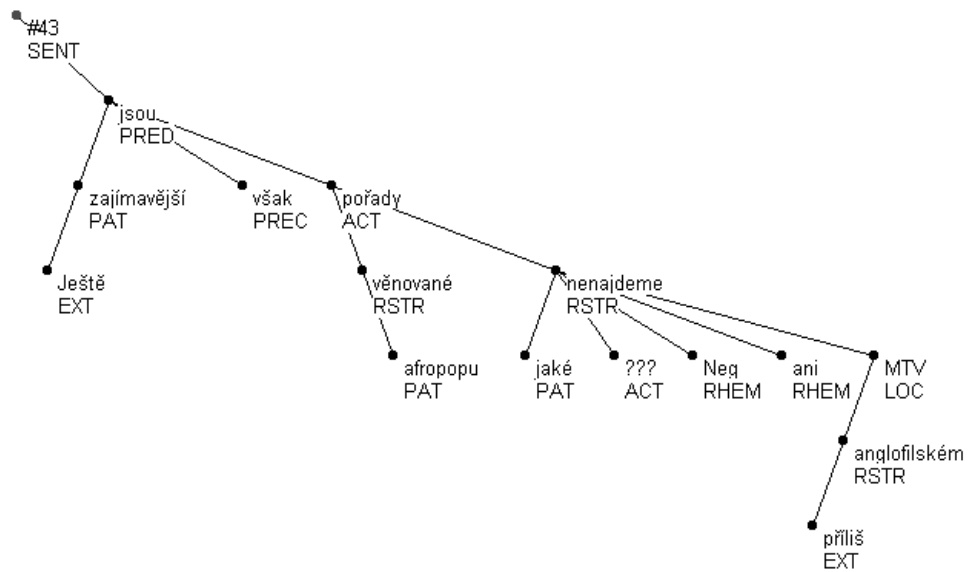 #43
SENT
jsou
PRED
zajímavější
PAT
však
PREC
pořady
ACT
Ještě
EXT
věnované
RSTR
nenajdeme
RSTR
afropopu
PAT
jaké
PAT
???
ACT
Neg
RHEM
ani
RHEM
MTV
LOC
anglofilském
RSTR
příliš
EXT